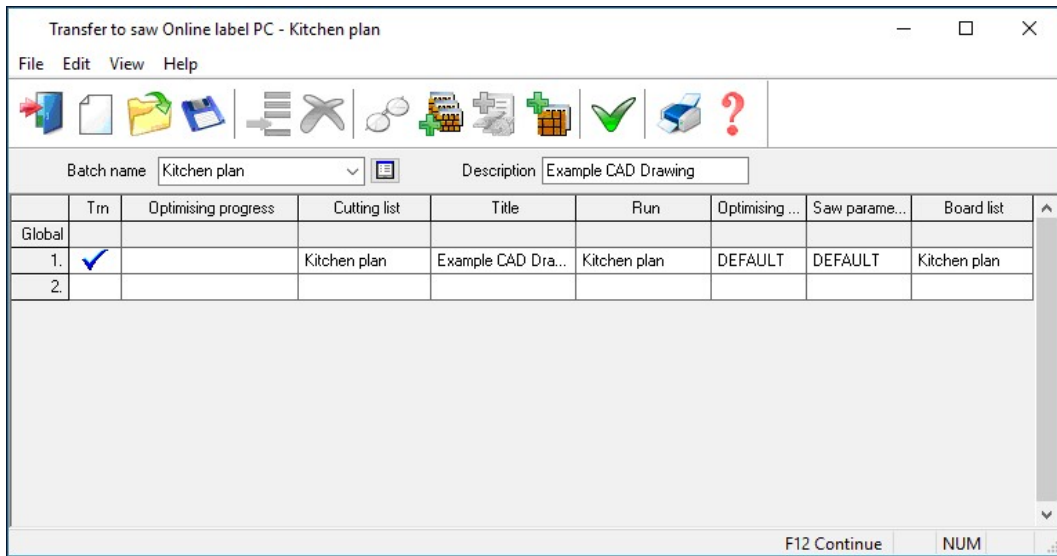 Transfer to saw Online label PC - Kitchen plan
File Edit View Help
Batch name Kitchen plan Description Example CAD Drawing
Trn Optimising progress Cutting list Title Run Optimising ... Saw parame... Board list
Global
1. Kitchen plan Example CAD Dra... Kitchen plan DEFAULT DEFAULT Kitchen plan
2.
F12 Continue NUM